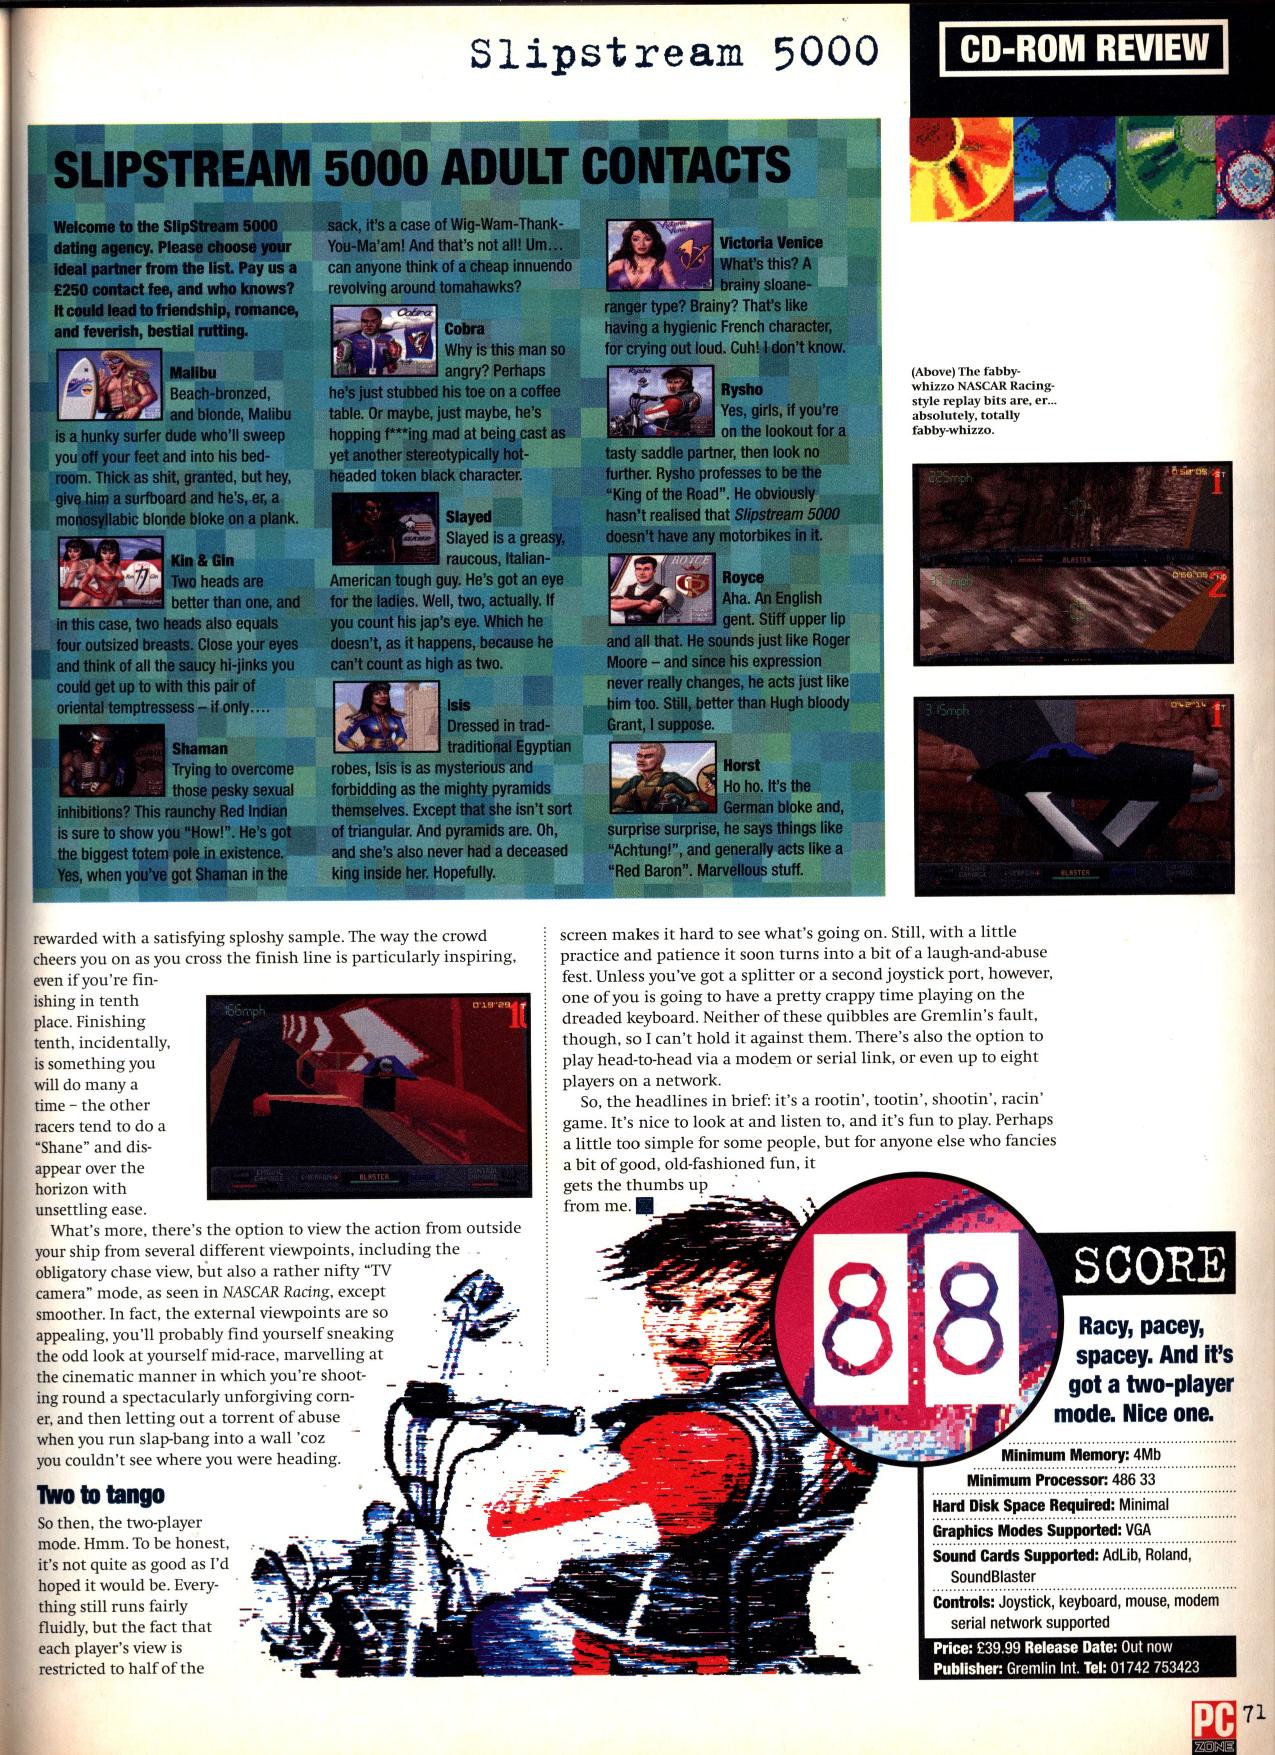 Slipstream 5000
CD-ROM REVIEW
SLIPSTREAM 5000 ADULT CONTACTS
Welcome to the SlipStream 5000
dating agency. Please choose your
ideal partner from the list. Pay us a
£250 contact fee, and who knows?
It could lead to friendship, romance,
and feverish, bestial rutting.
Malibu
Beach-bronzed,
and blonde, Malibu
is a hunky surfer dude who'll sweep
you off your feet and into his bed-
room. Thick as shit, granted, but hey,
give him a surfboard and he's, er, a
monosyllabic blonde bloke on a plank.
Kin & Gin
Two heads are
better than one, and
in this case, two heads also equals
four outsized breasts. Close your eyes
and think of all the saucy hi-jinks you
could get up to with this pair of
oriental temptressess – if only....
Shaman
Trying to overcome
those pesky sexual
inhibitions? This raunchy Red Indian
is sure to show you "How!". He's got
the biggest totem pole in existence.
Yes, when you've got Shaman in the
sack, it's a case of Wig-Wam-Thank-
You-Ma'am! And that's not all! Um...
can anyone think of a cheap innuendo
revolving around tomahawks?
Cobra
Cobra
Why is this man so
angry? Perhaps
he's just stubbed his toe on a coffee
table. Or maybe, just maybe, he's
hopping f***ing mad at being cast as
yet another stereotypically hot-
headed token black character.
Slayed
Slayed is a greasy,
raucous, Italian-
American tough guy. He's got an eye
for the ladies. Well, two, actually. If
you count his jap's eye. Which he
doesn't, as it happens, because he
can't count as high as two.
Isis
Dressed in trad-
traditional Egyptian
robes, Isis is as mysterious and
forbidding as the mighty pyramids
themselves. Except that she isn't sort
of triangular. And pyramids are. Oh,
and she's also never had a deceased
king inside her. Hopefully.
Victoria Venice
Victoria Venice
What's this? A
brainy sloane-
ranger type? Brainy? That's like
having a hygienic French character,
for crying out loud. Cuh! I don't know.
Rysho
Rysho
Yes, girls, if you're
on the lookout for a
tasty saddle partner, then look no
further. Rysho professes to be the
"King of the Road". He obviously
hasn't realised that Slipstream 5000
doesn't have any motorbikes in it.
ROYCE
Royce
Aha. An English
gent. Stiff upper lip
and all that. He sounds just like Roger
Moore – and since his expression
never really changes, he acts just like
him too. Still, better than Hugh bloody
Grant, I suppose.
Horst
Ho ho. It's the
German bloke and,
surprise surprise, he says things like
"Achtung!", and generally acts like a
"Red Baron". Marvellous stuff.
(Above) The fabby-
whizzo NASCAR Racing-
style replay bits are, er...
absolutely, totally
fabby-whizzo.
225mph
0'58"05 1ST
BLASTER
0'58"05 2ND
BLASTER
315mph
0'42"14 1ST
BLASTER
rewarded with a satisfying sploshy sample. The way the crowd
cheers you on as you cross the finish line is particularly inspiring,
even if you're fin-
ishing in tenth
place. Finishing
tenth, incidentally,
is something you
will do many a
time – the other
racers tend to do a
"Shane" and dis-
appear over the
horizon with
unsettling ease.
166mph
0'19"29
ENGINE DAMAGE
BLASTER
CONTROL DAMAGE
What's more, there's the option to view the action from outside
your ship from several different viewpoints, including the
obligatory chase view, but also a rather nifty "TV
camera" mode, as seen in NASCAR Racing, except
smoother. In fact, the external viewpoints are so
appealing, you'll probably find yourself sneaking
the odd look at yourself mid-race, marvelling at
the cinematic manner in which you're shoot-
ing round a spectacularly unforgiving corn-
er, and then letting out a torrent of abuse
when you run slap-bang into a wall 'coz
you couldn't see where you were heading.
Two to tango
So then, the two-player
mode. Hmm. To be honest,
it's not quite as good as I'd
hoped it would be. Every-
thing still runs fairly
fluidly, but the fact that
each player's view is
restricted to half of the
screen makes it hard to see what's going on. Still, with a little
practice and patience it soon turns into a bit of a laugh-and-abuse
fest. Unless you've got a splitter or a second joystick port, however,
one of you is going to have a pretty crappy time playing on the
dreaded keyboard. Neither of these quibbles are Gremlin's fault,
though, so I can't hold it against them. There's also the option to
play head-to-head via a modem or serial link, or even up to eight
players on a network.
So, the headlines in brief: it's a rootin', tootin', shootin', racin'
game. It's nice to look at and listen to, and it's fun to play. Perhaps
a little too simple for some people, but for anyone else who fancies
a bit of good, old-fashioned fun, it
gets the thumbs up
from me. Z
88
SCORE
Racy, pacey,
spacey. And it's
got a two-player
mode. Nice one.
Minimum Memory: 4Mb
Minimum Processor: 486 33
Hard Disk Space Required: Minimal
Graphics Modes Supported: VGA
Sound Cards Supported: AdLib, Roland,
SoundBlaster
Controls: Joystick, keyboard, mouse, modem
serial network supported
Price: £39.99 Release Date: Out now
Publisher: Gremlin Int. Tel: 01742 753423
PC ZONE
71